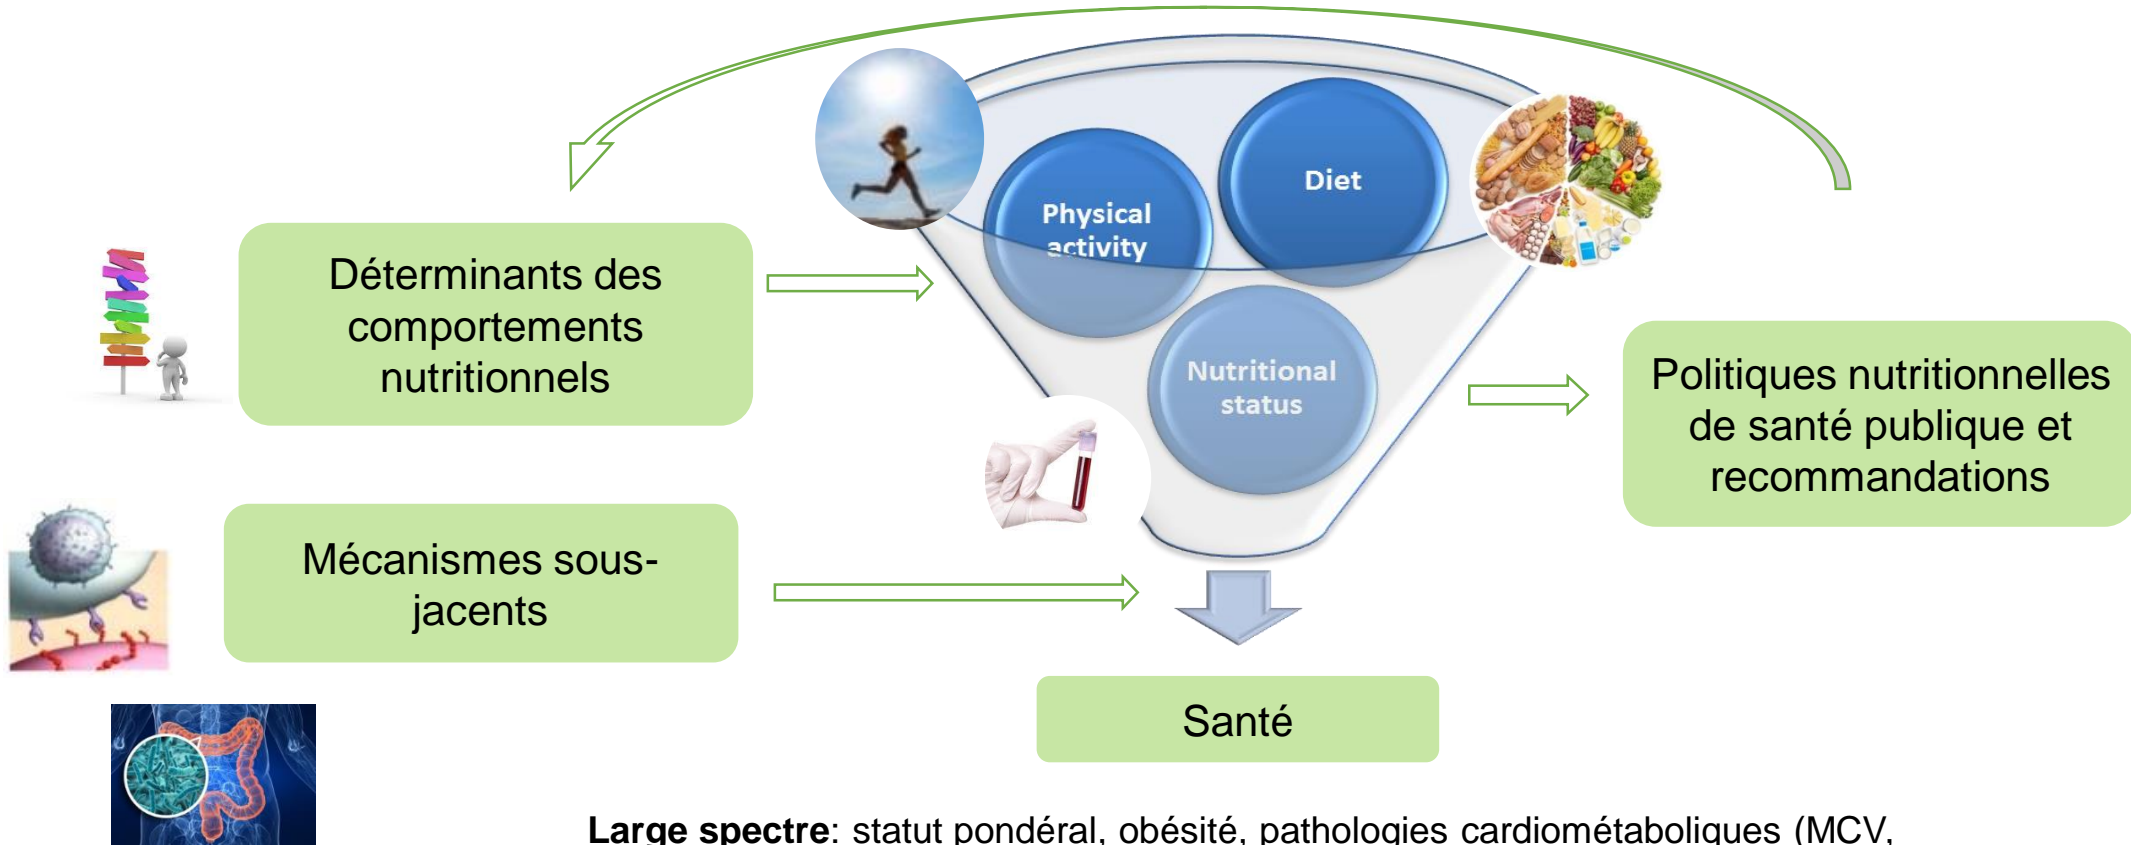 Déterminants des
comportements
nutritionnels
Physical
activity
Diet
Nutritional
status
Politiques nutritionnelles
de santé publique et
recommandations
Mécanismes sous-
jacents
Santé
Large spectre: statut pondéral, obésité, pathologies cardiométaboliques (MCV,